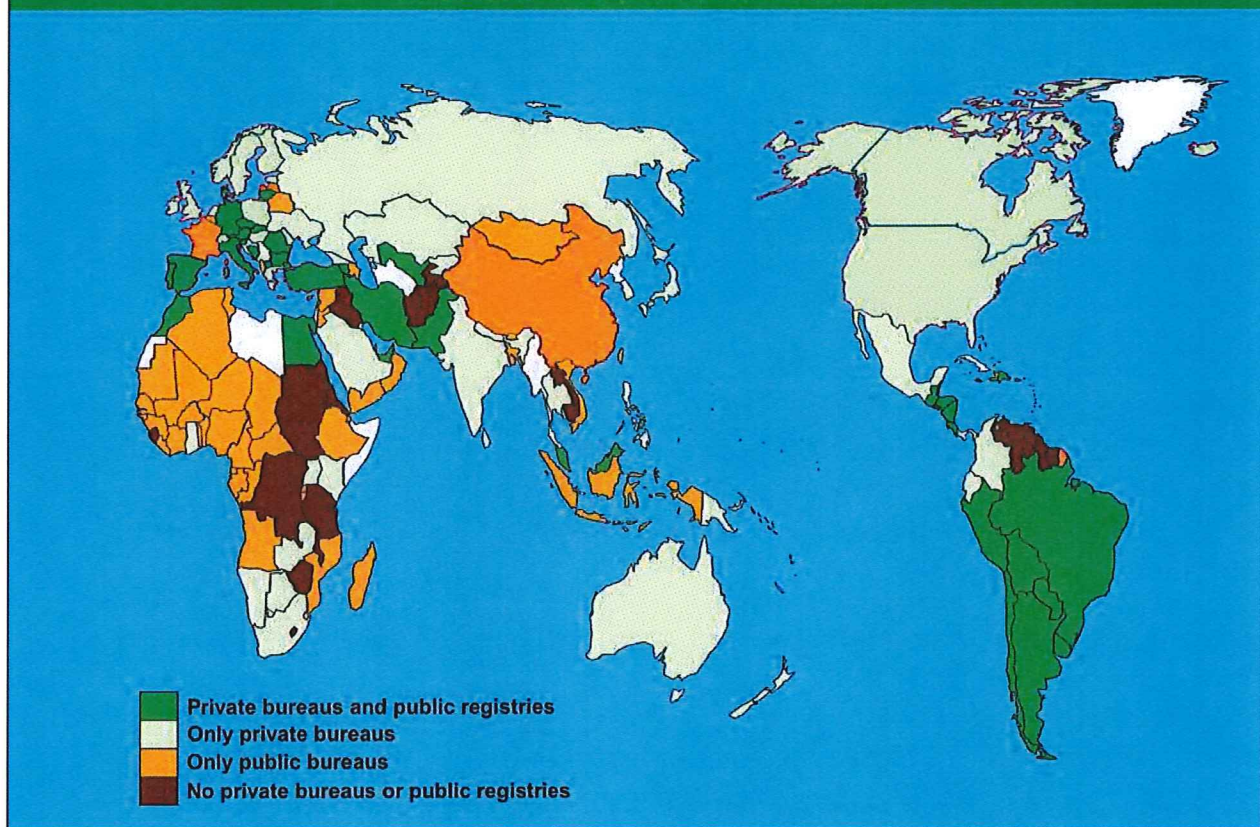 Private bureaus and public registries
Only private bureaus
Only public bureaus
No private bureaus or public registries